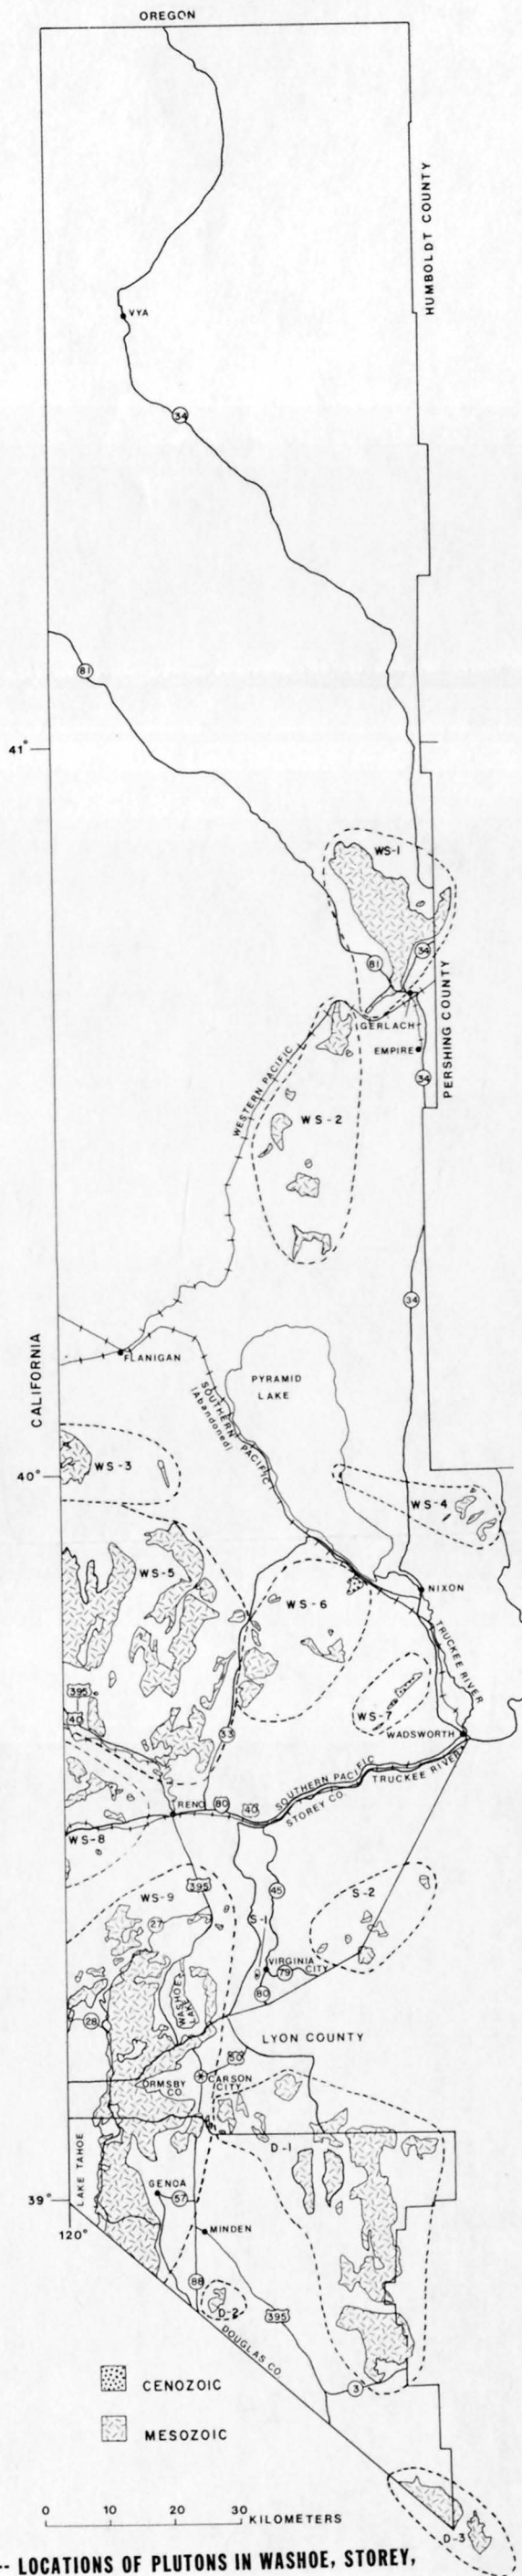 OREGON
HUMBOLDT COUNTY
VYA
34
81
41°
WS-1
34
81
PERSHING COUNTY
GERLACH
EMPIRE
34
WESTERN PACIFIC
WS-2
34
CALIFORNIA
FLANIGAN
PYRAMID
LAKE
SOUTHERN PACIFIC
(Abandoned)
WS-3
40°
WS-4
WS-5
WS-6
NIXON
TRUCKEE RIVER
395
40
WS-7
33
WADSWORTH
SOUTHERN PACIFIC
TRUCKEE RIVER
RENO
80
40
STOREY CO.
WS-8
WS-9
395
45
S-2
27
S-1
VIRGINIA
CITY
79
80
WASHOE
LAKE
28
LYON COUNTY
50
ORMSBY
CO.
CARSON
CITY
D-1
LAKE TAHOE
GENOA
57
39°
120°
MINDEN
88
D-2
395
DOUGLAS CO
3
CENOZOIC
MESOZOIC
0 10 20 30
KILOMETERS
D-3
-- LOCATIONS OF PLUTONS IN WASHOE, STOREY,